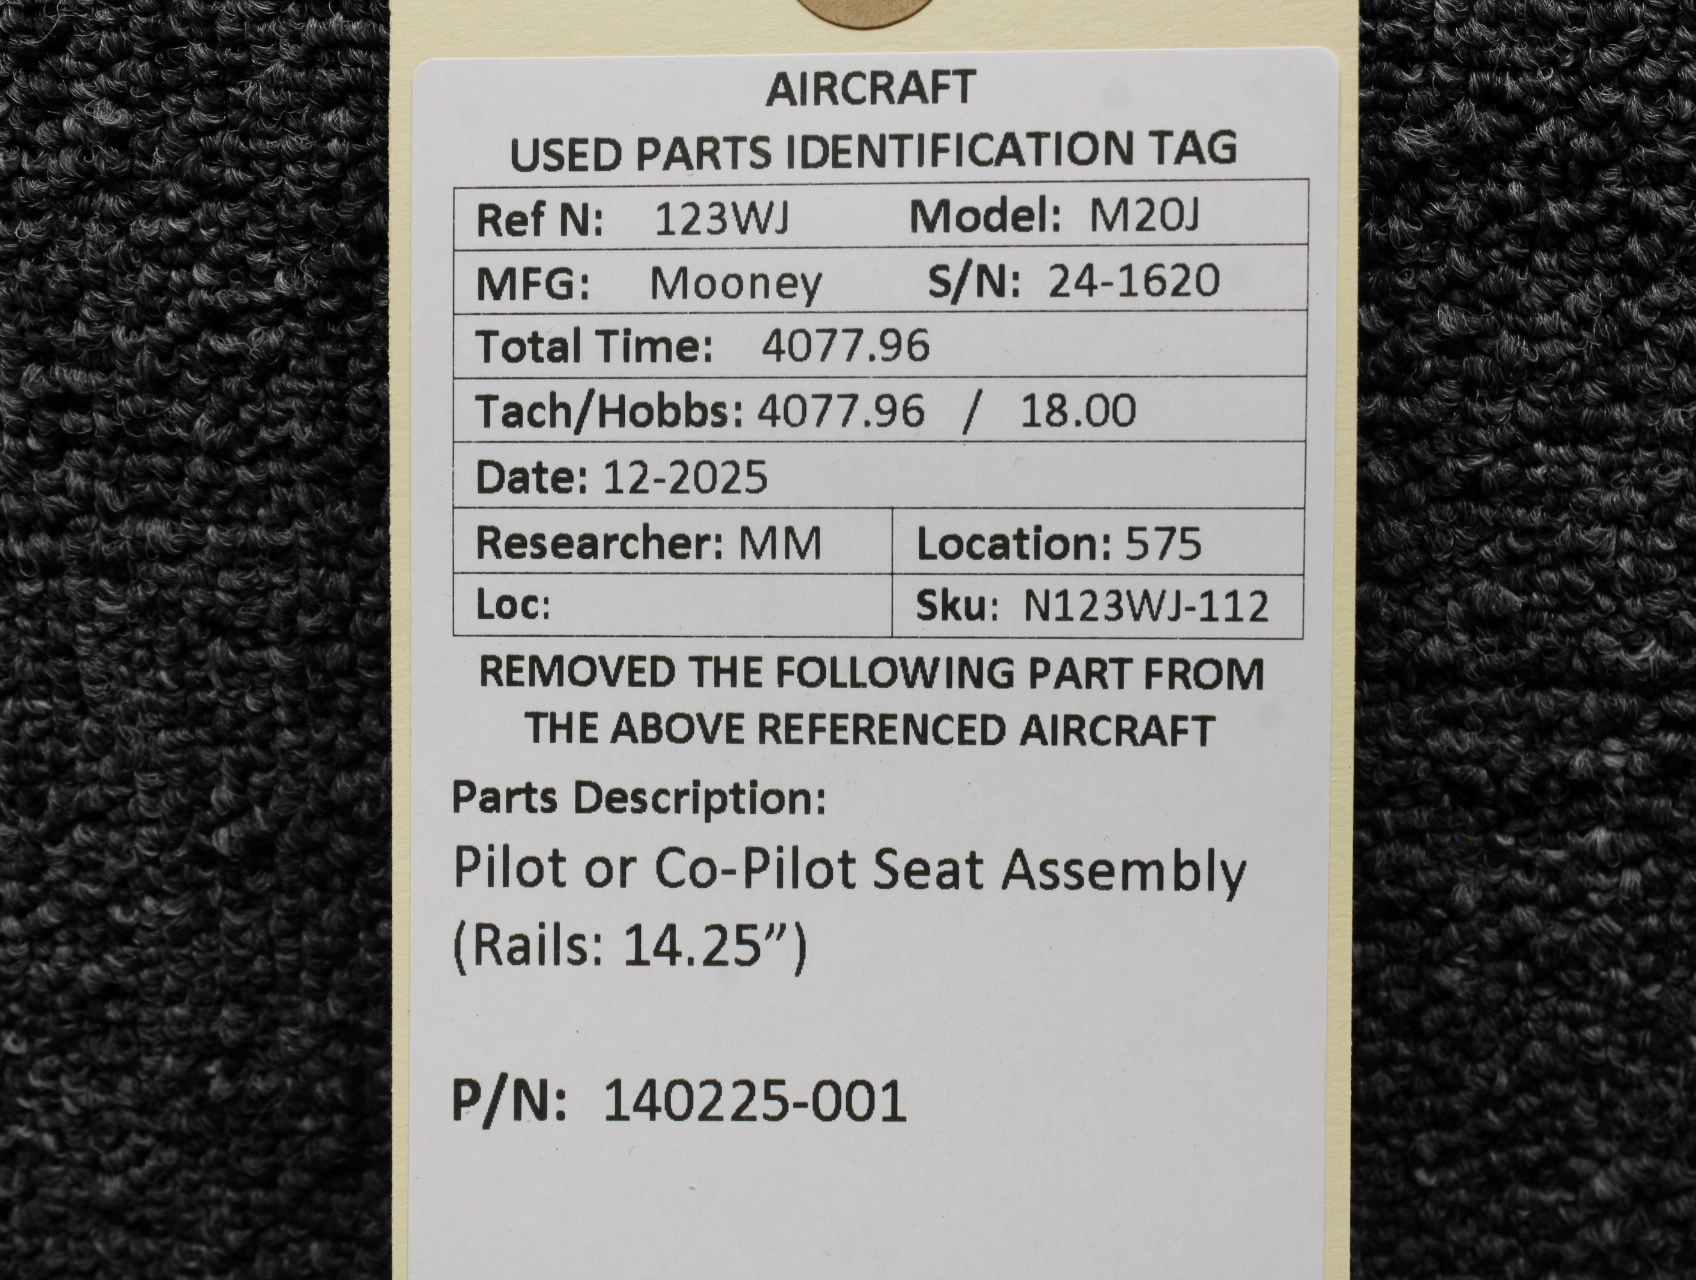 AIRCRAFT
USED PARTS IDENTIFICATION TAG
Ref N: 123WJ Model: M20J
MFG: Mooney S/N: 24-1620
Total Time: 4077.96
Tach/Hobbs: 4077.96 / 18.00
Date: 12-2025
Researcher: MM Location: 575
Loc: Sku: N123WJ-112
REMOVED THE FOLLOWING PART FROM
THE ABOVE REFERENCED AIRCRAFT
Parts Description:
Pilot or Co-Pilot Seat Assembly
(Rails: 14.25”)
P/N: 140225-001